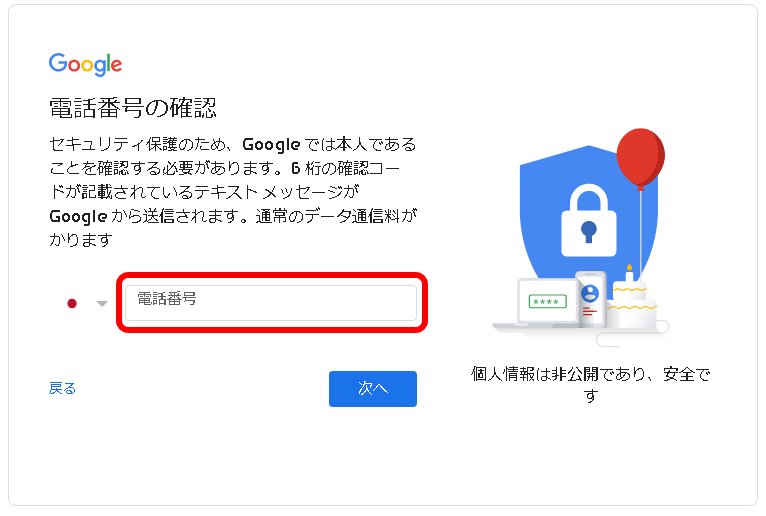 Google
電話番号の確認
セキュリティ保護のため、Google では本人である
ことを確認する必要があります。6 桁の確認コー
ドが記載されているテキスト メッセージが
Google から送信されます。通常のデータ通信料が
かります
電話番号
戻る
次へ
****
個人情報は非公開であり、安全で
す